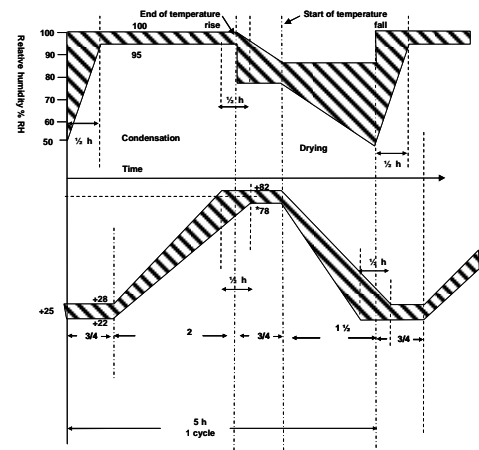 End of temperature
rise
Start of temperature
fall
Relative humidity % RH
100
90
80
70
60
50
100
95
½ h
½ h
½ h
Condensation
Drying
Time
+82
*78
+25
+28
+22
½ h
½ h
3/4
2
3/4
1 ½
3/4
5 h
1 cycle